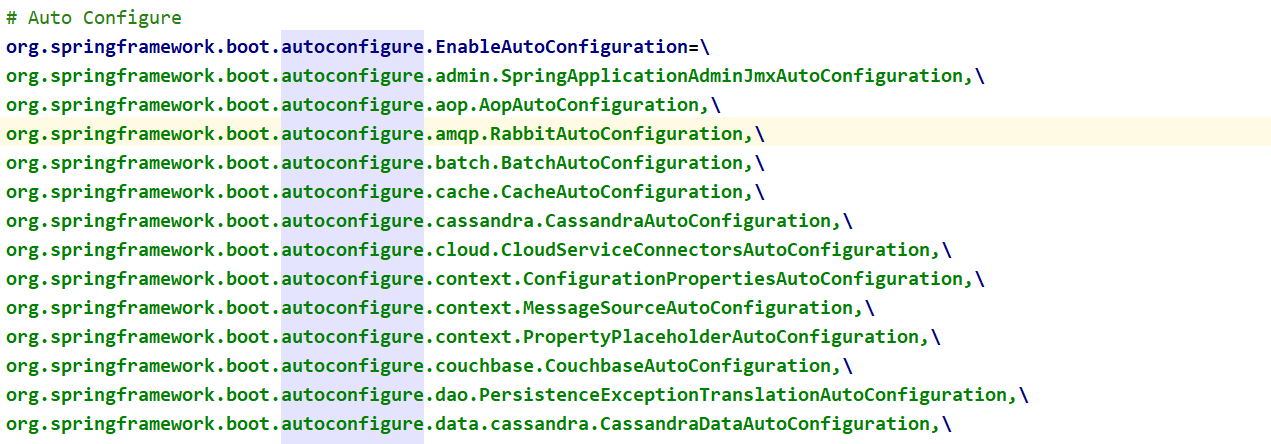 # Auto Configure
org.springframework.boot.autoconfigure.EnableAutoConfiguration=\
org.springframework.boot.autoconfigure.admin.SpringApplicationAdminJmxAutoConfiguration,\
org.springframework.boot.autoconfigure.aop.AopAutoConfiguration,\
org.springframework.boot.autoconfigure.amqp.RabbitAutoConfiguration,\
org.springframework.boot.autoconfigure.batch.BatchAutoConfiguration,\
org.springframework.boot.autoconfigure.cache.CacheAutoConfiguration,\
org.springframework.boot.autoconfigure.cassandra.CassandraAutoConfiguration,\
org.springframework.boot.autoconfigure.cloud.CloudServiceConnectorsAutoConfiguration,\
org.springframework.boot.autoconfigure.context.ConfigurationPropertiesAutoConfiguration,\
org.springframework.boot.autoconfigure.context.MessageSourceAutoConfiguration,\
org.springframework.boot.autoconfigure.context.PropertyPlaceholderAutoConfiguration,\
org.springframework.boot.autoconfigure.couchbase.CouchbaseAutoConfiguration,\
org.springframework.boot.autoconfigure.dao.PersistenceExceptionTranslationAutoConfiguration,\
org.springframework.boot.autoconfigure.data.cassandra.CassandraDataAutoConfiguration,\